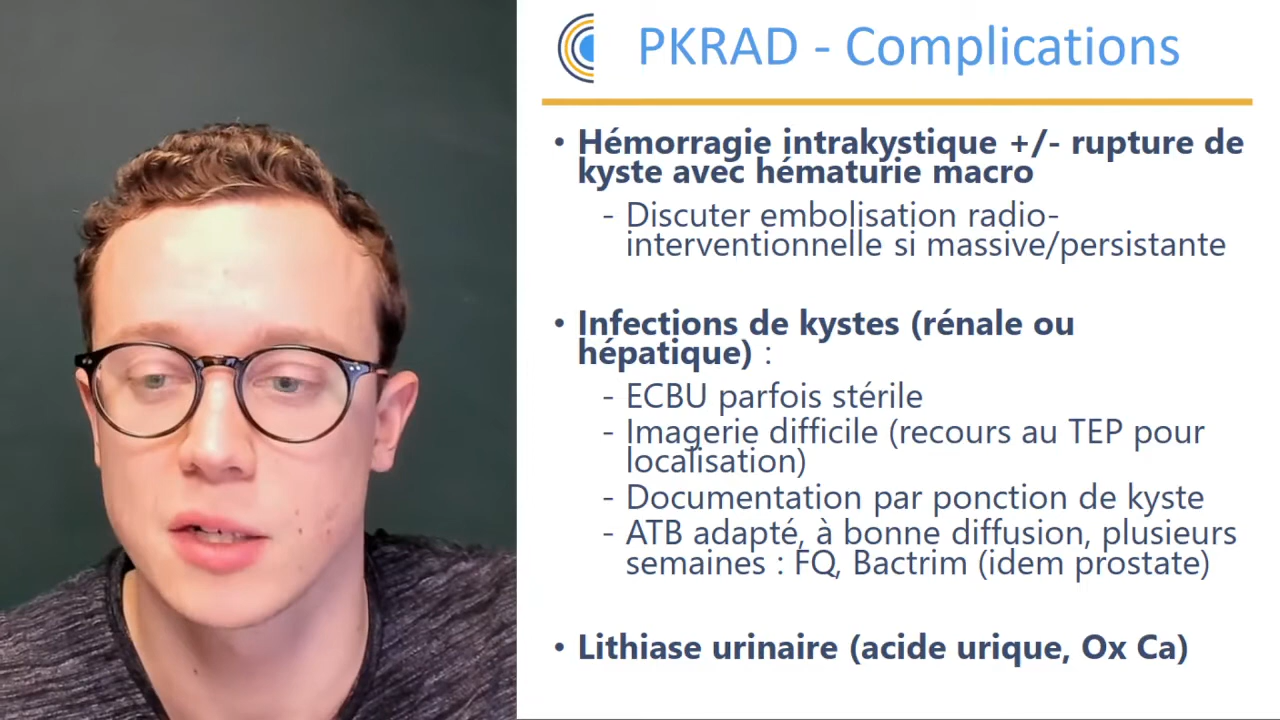 PKRAD - Complications
• Hémorragie intrakystique +/- rupture de
kyste avec hématurie macro
- Discuter embolisation radio-
interventionnelle si massive/persistante
• Infections de kystes (rénale ou
hépatique) :
- ECBU parfois stérile
- Imagerie difficile (recours au TEP pour
localisation)
- Documentation par ponction de kyste
- ATB adapté, à bonne diffusion, plusieurs
semaines : FQ, Bactrim (idem prostate)
• Lithiase urinaire (acide urique, Ox Ca)